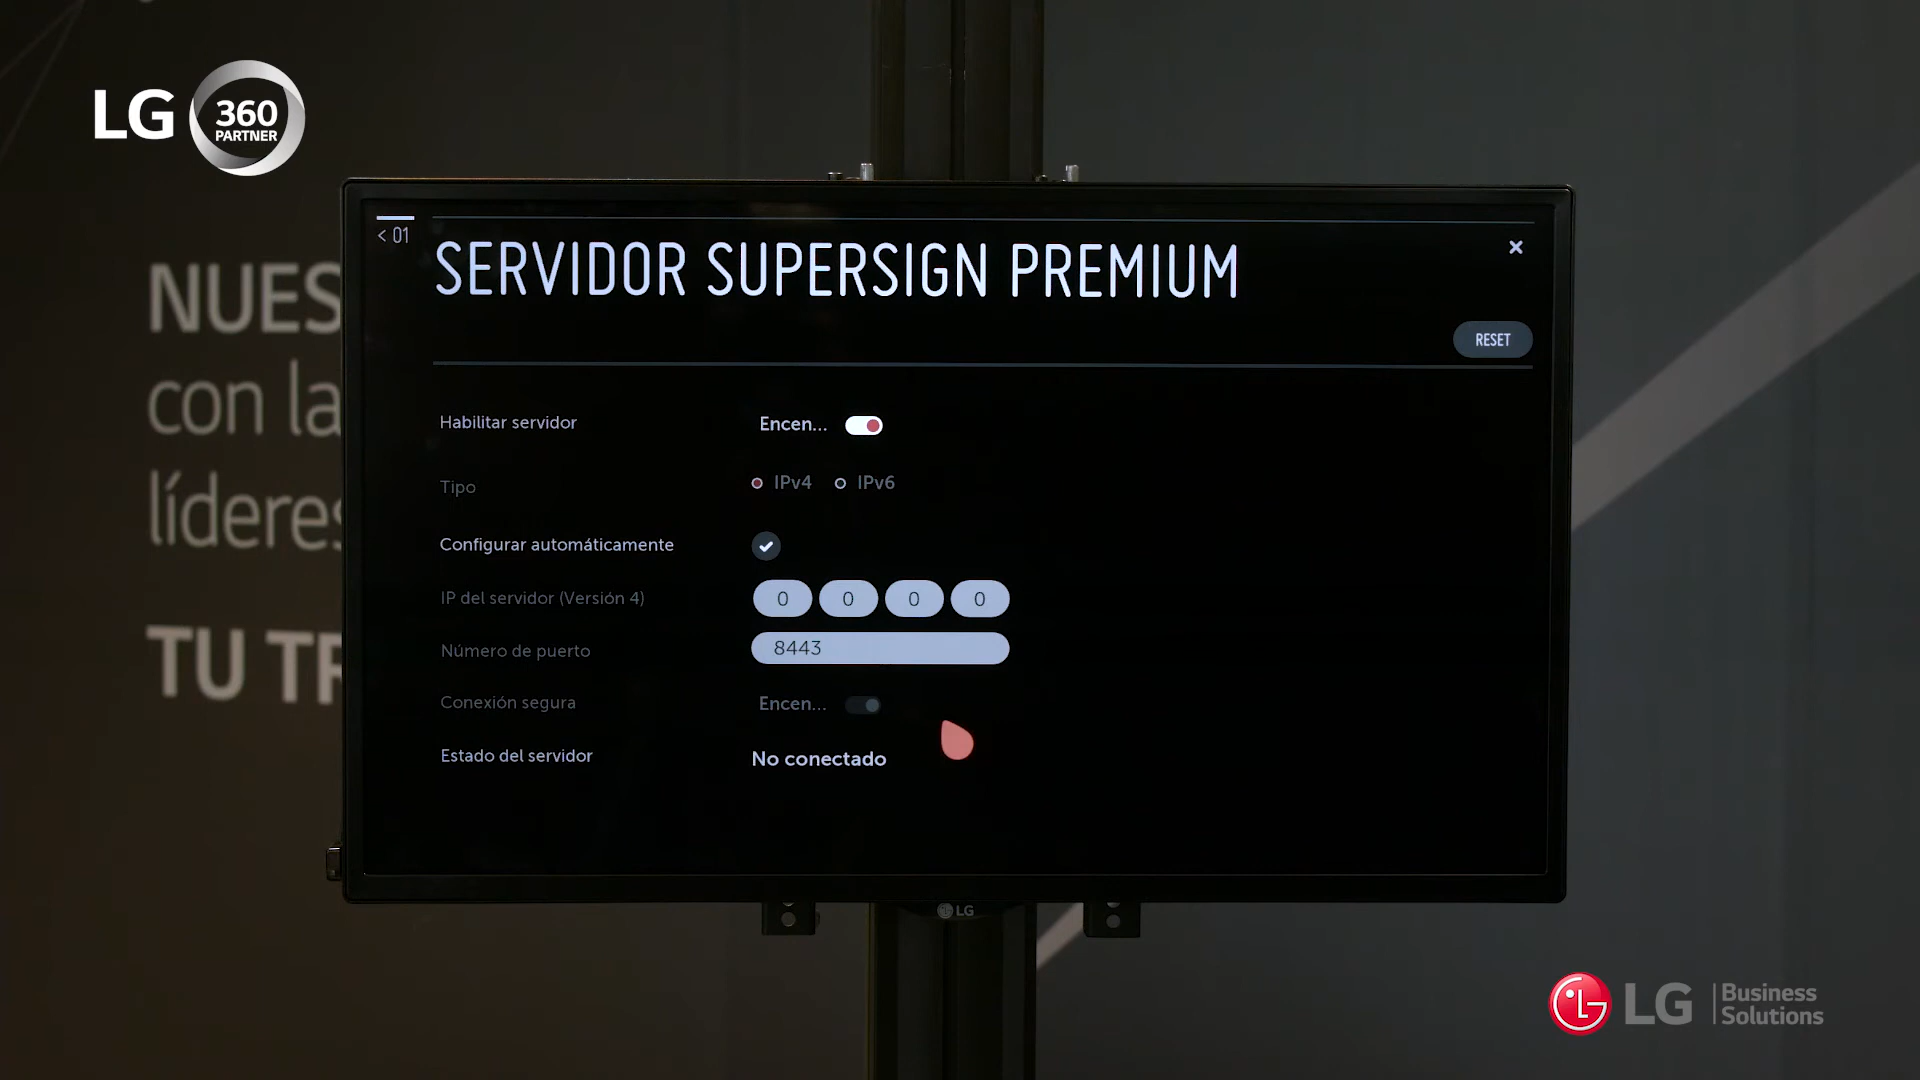 LG 360 PARTNER
< 01
SERVIDOR SUPERSIGN PREMIUM
RESET
Habilitar servidor Encen...
Tipo IPv4 IPv6
Configurar automáticamente
IP del servidor (Versión 4) 0 0 0 0
Número de puerto 8443
Conexión segura Encen...
Estado del servidor No conectado
NUES
con la
líderes
TU TR
LG
LG Business Solutions